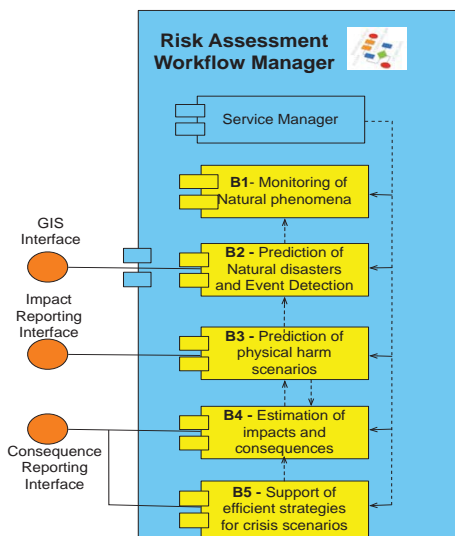 Risk Assessment
Workflow Manager
Service Manager
B1- Monitoring of
Natural phenomena
GIS
Interface
B2 - Prediction of
Natural disasters
and Event Detection
Impact
Reporting
Interface
B3 - Prediction of
physical harm
scenarios
B4 - Estimation of
impacts and
consequences
Consequence
Reporting
Interface
B5 - Support of
efficient strategies
for crisis scenarios